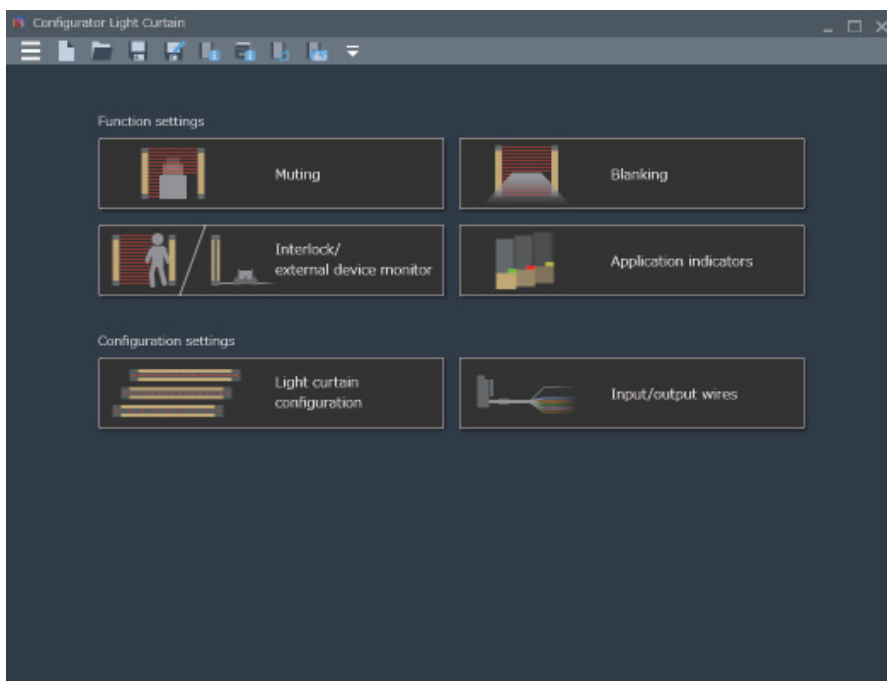 Configurator Light Curtain
Function settings
Muting
Blanking
Interlock/
external device monitor
Application indicators
Configuration settings
Light curtain
configuration
Input/output wires